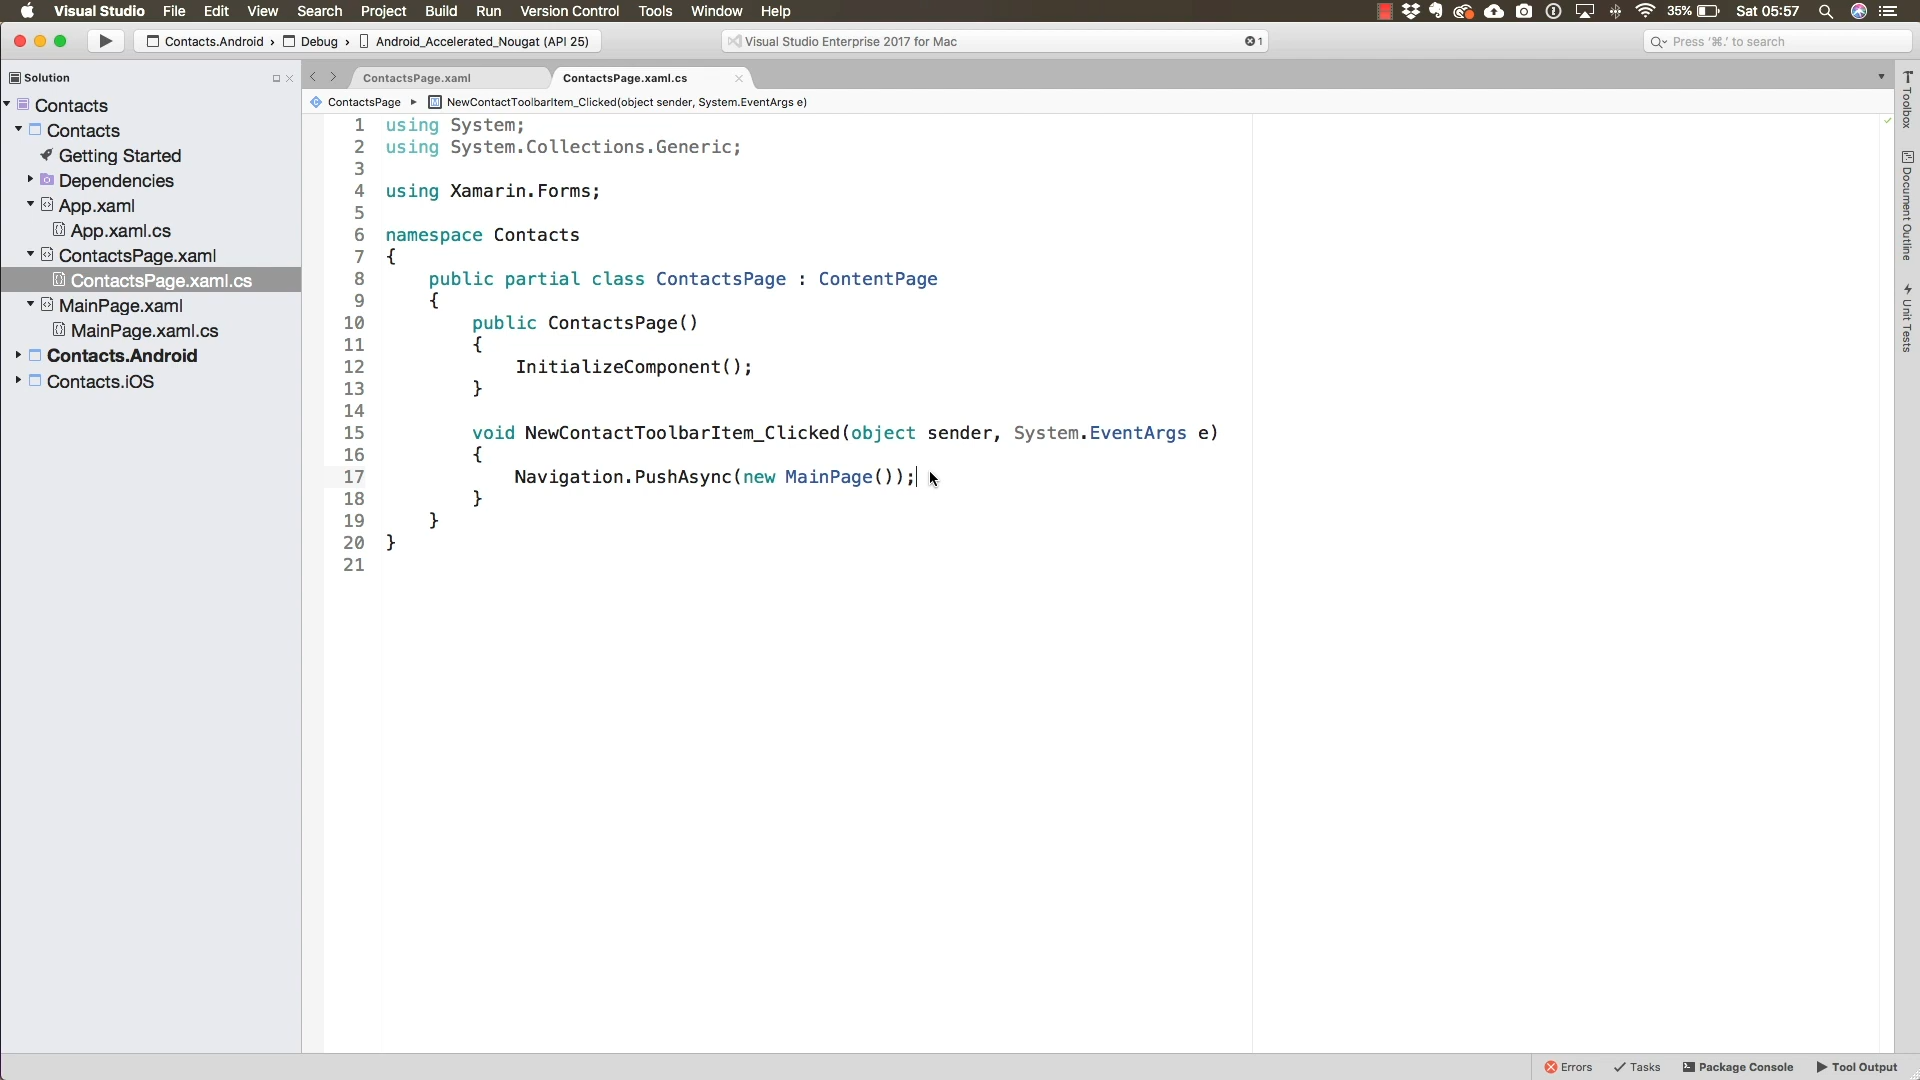 Visual Studio File Edit View Search Project Build Run Version Control Tools Window Help 35% Sat 05:57
Contacts.Android › Debug › Android_Accelerated_Nougat (API 25) Visual Studio Enterprise 2017 for Mac 1 Press '⌘.' to search
Solution
Contacts
Contacts
Getting Started
Dependencies
App.xaml
App.xaml.cs
ContactsPage.xaml
ContactsPage.xaml.cs
MainPage.xaml
MainPage.xaml.cs
Contacts.Android
Contacts.iOS
ContactsPage.xaml ContactsPage.xaml.cs
ContactsPage NewContactToolbarItem_Clicked(object sender, System.EventArgs e)
1 using System;
2 using System.Collections.Generic;
3
4 using Xamarin.Forms;
5
6 namespace Contacts
7 {
8 public partial class ContactsPage : ContentPage
9 {
10 public ContactsPage()
11 {
12 InitializeComponent();
13 }
14
15 void NewContactToolbarItem_Clicked(object sender, System.EventArgs e)
16 {
17 Navigation.PushAsync(new MainPage());
18 }
19 }
20 }
21
Toolbox
Document Outline
Unit Tests
Errors Tasks Package Console Tool Output